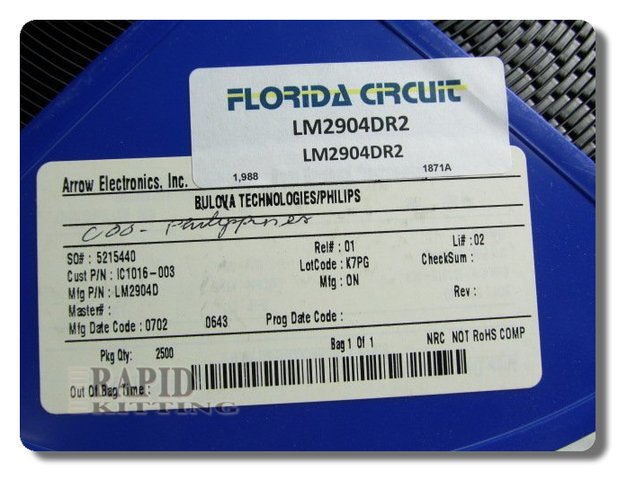 FLORIDA CIRCUIT
LM2904DR2
LM2904DR2
1,988 1871A
Arrow Electronics, Inc.
BULOVA TECHNOLOGIES/PHILIPS
COO - Philippines
SO# : 5215440 Rel# : 01 Li# : 02
Cust P/N : IC1016-003 LotCode : K7PG CheckSum :
Mfg P/N : LM2904D Mfg : ON
Master# : Rev :
Mfg Date Code : 0702 0643 Prog Date Code :
Pkg Qty: 2500 Bag 1 Of 1 NRC NOT RoHS COMP
Out Of Bag Time :
RAPID
KITTING